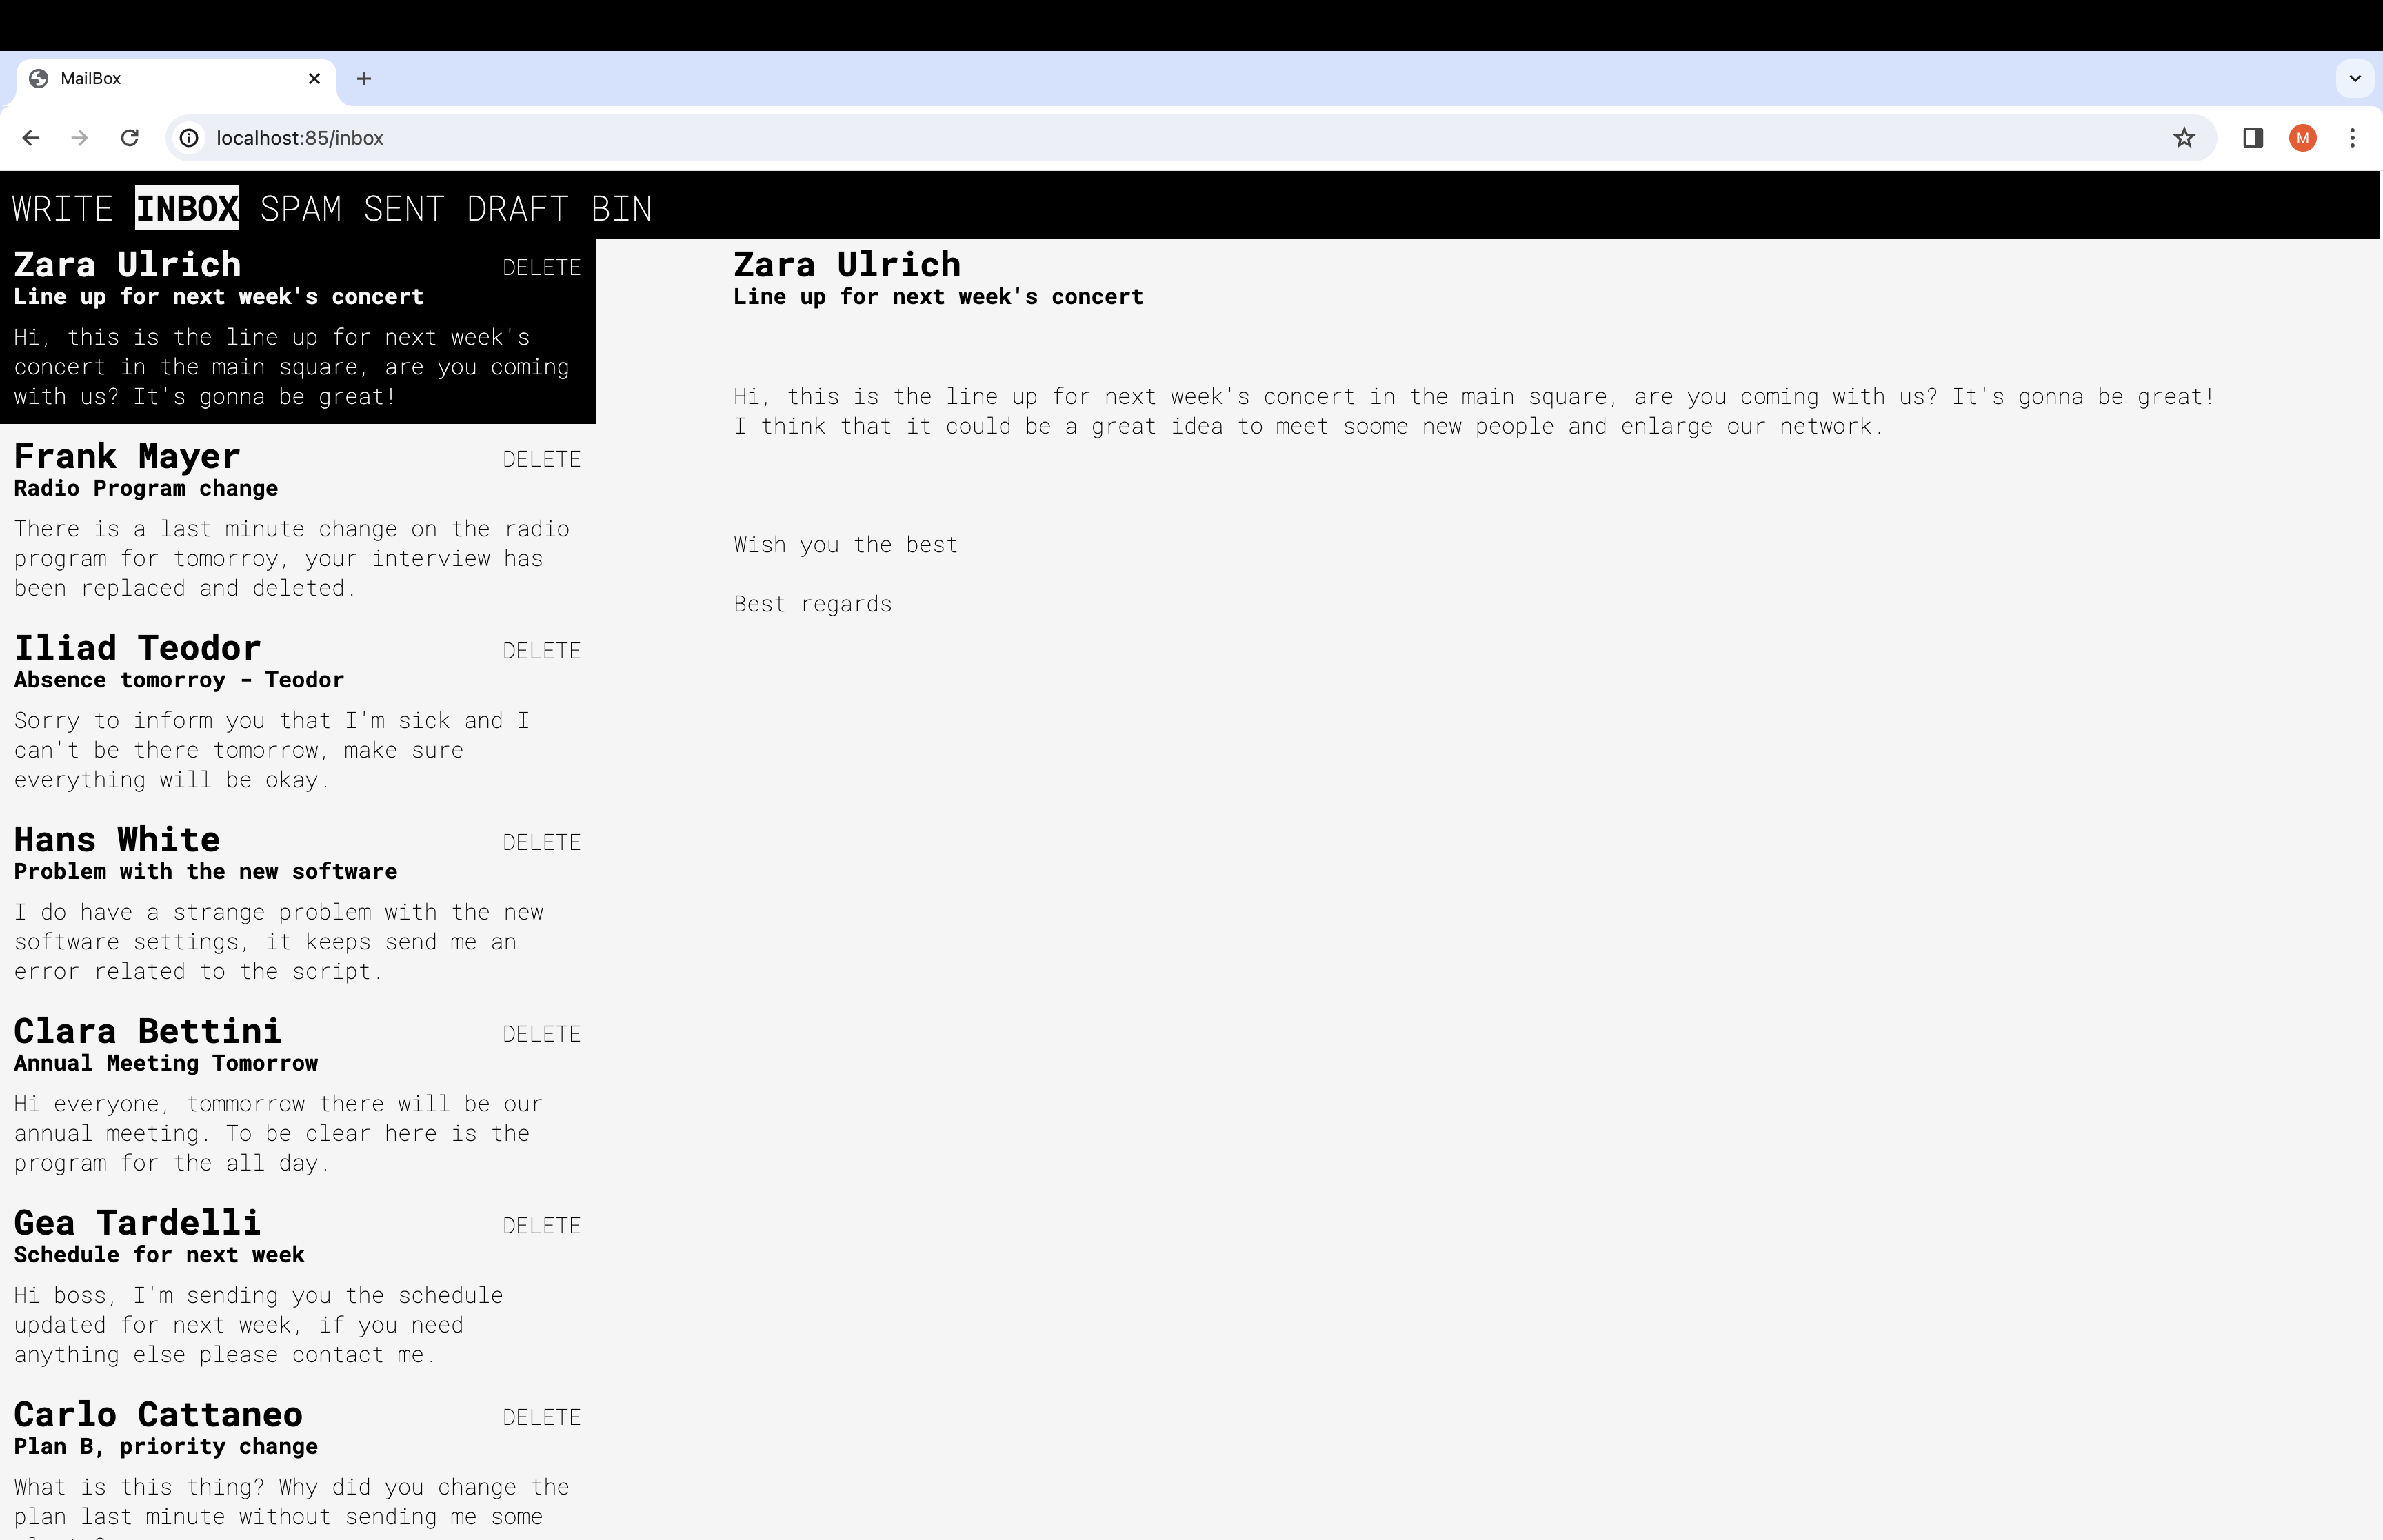 MailBox
localhost:85/inbox
M
WRITE INBOX SPAM SENT DRAFT BIN
Zara Ulrich DELETE
Line up for next week's concert
Hi, this is the line up for next week's
concert in the main square, are you coming
with us? It's gonna be great!
Frank Mayer DELETE
Radio Program change
There is a last minute change on the radio
program for tomorroy, your interview has
been replaced and deleted.
Iliad Teodor DELETE
Absence tomorroy - Teodor
Sorry to inform you that I'm sick and I
can't be there tomorrow, make sure
everything will be okay.
Hans White DELETE
Problem with the new software
I do have a strange problem with the new
software settings, it keeps send me an
error related to the script.
Clara Bettini DELETE
Annual Meeting Tomorrow
Hi everyone, tommorrow there will be our
annual meeting. To be clear here is the
program for the all day.
Gea Tardelli DELETE
Schedule for next week
Hi boss, I'm sending you the schedule
updated for next week, if you need
anything else please contact me.
Carlo Cattaneo DELETE
Plan B, priority change
What is this thing? Why did you change the
plan last minute without sending me some
Zara Ulrich
Line up for next week's concert
Hi, this is the line up for next week's concert in the main square, are you coming with us? It's gonna be great!
I think that it could be a great idea to meet soome new people and enlarge our network.
Wish you the best
Best regards